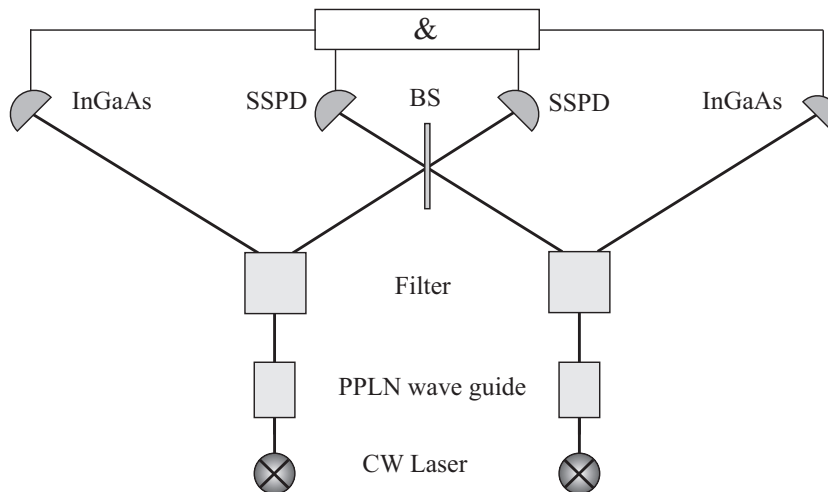 &
InGaAs
SSPD
BS
SSPD
InGaAs
Filter
PPLN wave guide
CW Laser